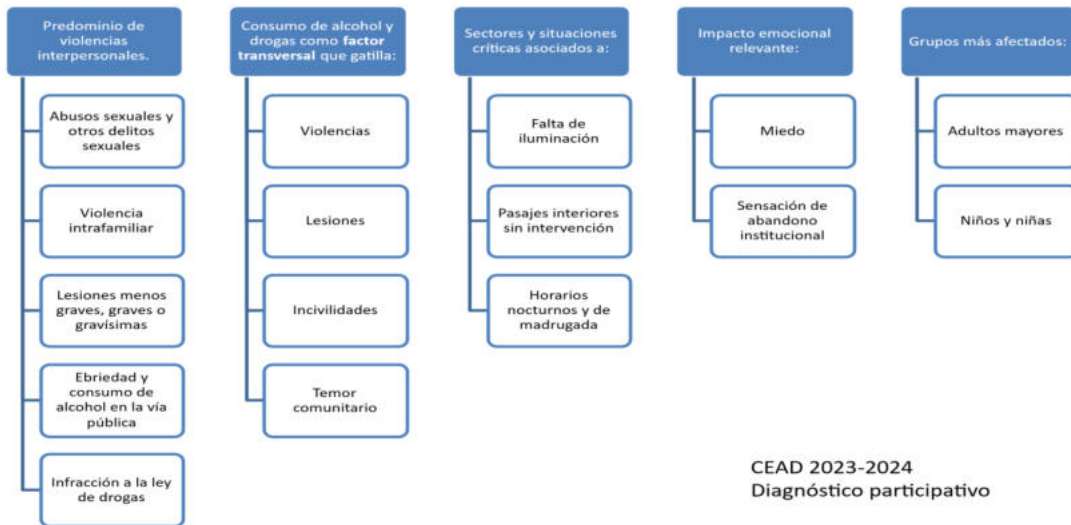 Predominio de
violencias
interpersonales.
Abusos sexuales y
otros delitos
sexuales
Violencia
intrafamiliar
Lesiones menos
graves, graves o
gravísimas
Ebriedad y
consumo de
alcohol en la vía
pública
Infracción a la ley
de drogas
Consumo de alcohol y
drogas como factor
transversal que gatilla:
Violencias
Lesiones
Incivilidades
Temor
comunitario
Sectores y situaciones
críticas asociados a:
Falta de
iluminación
Pasajes interiores
sin intervención
Horarios
nocturnos y de
madrugada
Impacto emocional
relevante:
Miedo
Sensación de
abandono
institucional
Grupos más afectados:
Adultos mayores
Niños y niñas
CEAD 2023-2024
Diagnóstico participativo